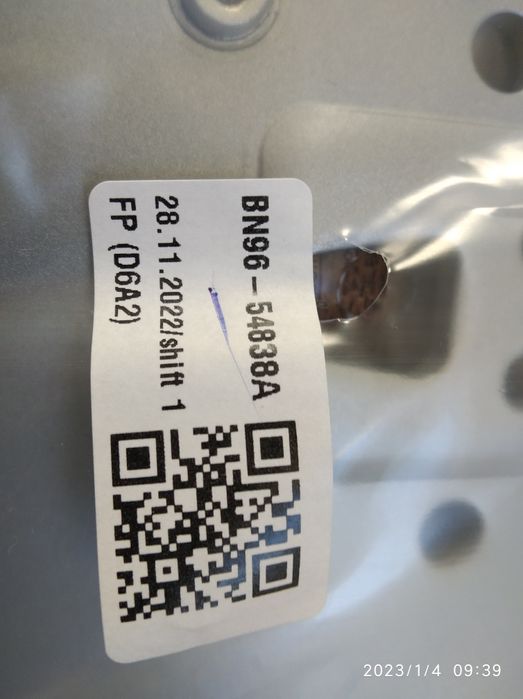 BN96-54838A
28.11.2022/shift 1
FP (D6A2)
2023/1/4 09:39